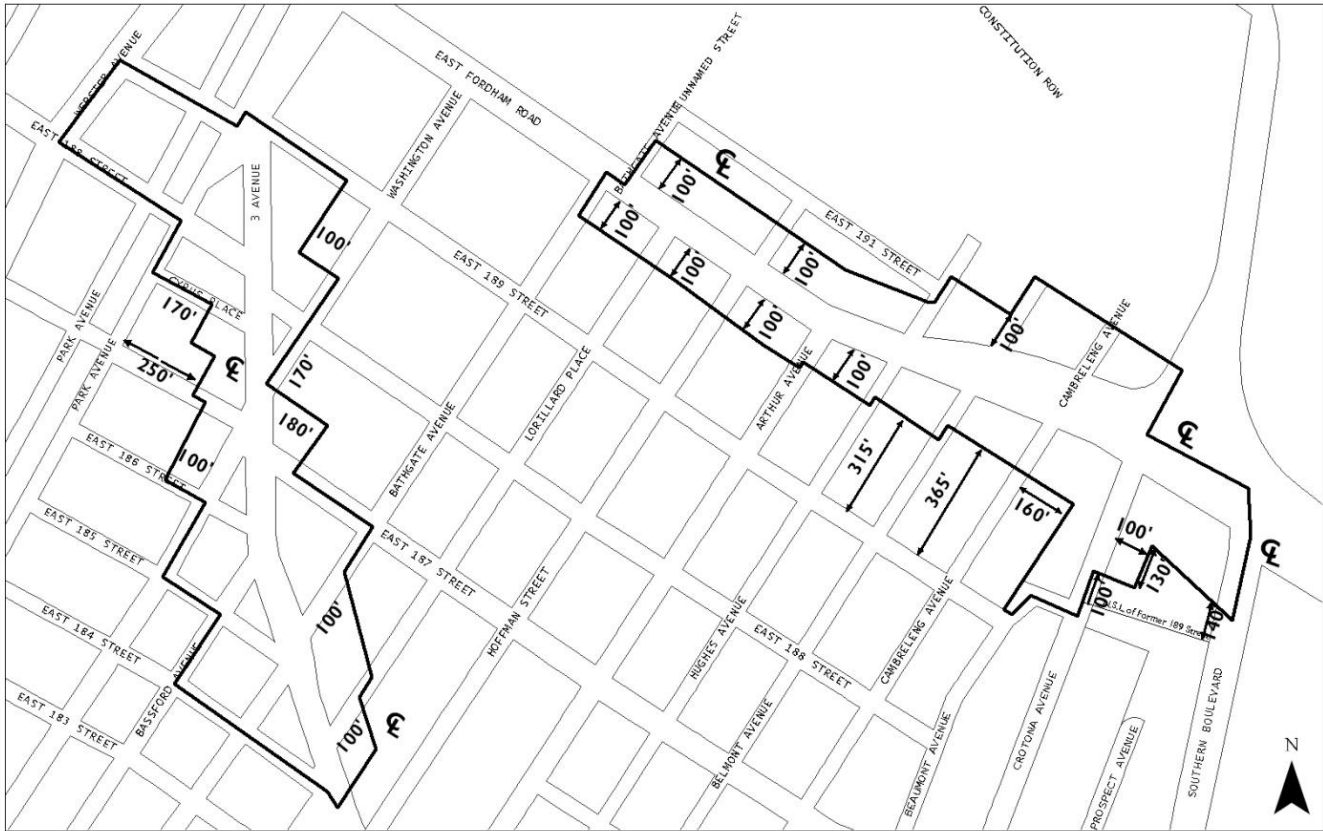 CONSTITUTION ROW
WEBSTER AVENUE
EAST FORDHAM ROAD
UNNAMED STREET
WASHINGTON AVENUE
BATHGATE AVENUE
EAST 188 STREET
3 AVENUE
100'
100'
100'
EAST 191 STREET
100'
EAST 189 STREET
100'
100'
CYRUS PLACE
170'
PARK AVENUE
PARK AVENUE
250'
170'
100'
100'
CAMBRELENG AVENUE
LORILLARD PLACE
ARTHUR AVENUE
100'
180'
BATHGATE AVENUE
100'
EAST 186 STREET
315'
365'
160'
EAST 185 STREET
EAST 187 STREET
HOFFMAN STREET
100'
130'
100'
S.L. of Former 189 Street
140'
EAST 184 STREET
100'
BASSFORD AVENUE
HUGHES AVENUE
EAST 188 STREET
CAMBRELENG AVENUE
EAST 183 STREET
100'
BELMONT AVENUE
BEAUMONT AVENUE
CROTONA AVENUE
PROSPECT AVENUE
SOUTHERN BOULEVARD
N